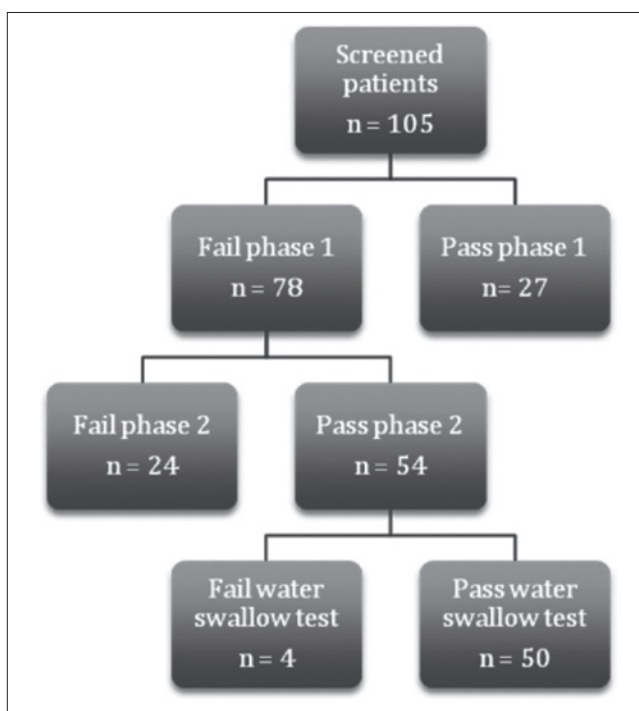 Screened
patients
n = 105
Fail phase 1
n = 78
Pass phase 1
n= 27
Fail phase 2
n = 24
Pass phase 2
n = 54
Fail water
swallow test
n = 4
Pass water
swallow test
n = 50